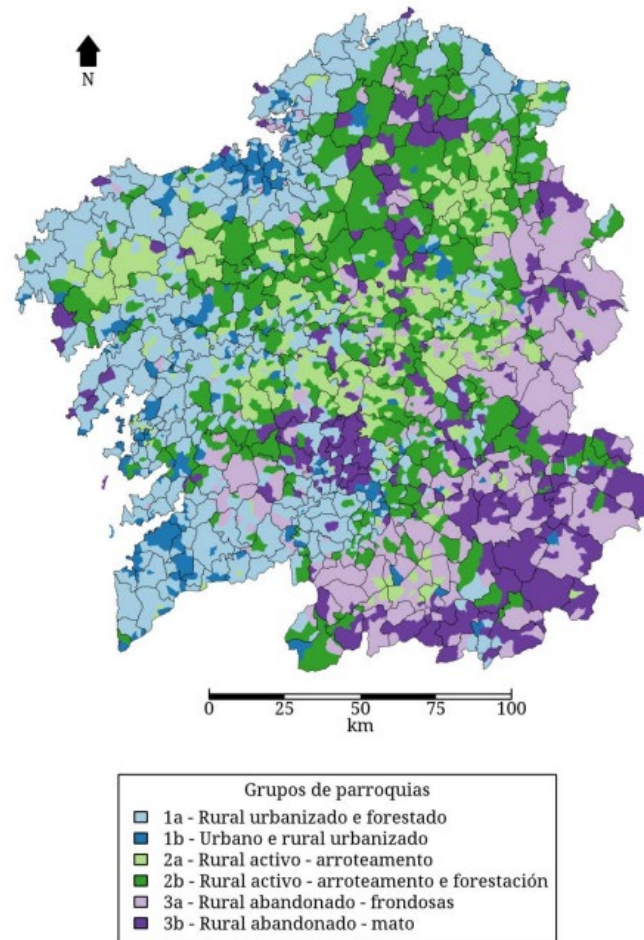 N
0 25 50 75 100
km
Grupos de parroquias
1a - Rural urbanizado e forestado
1b - Urbano e rural urbanizado
2a - Rural activo - arroteamento
2b - Rural activo - arroteamento e forestación
3a - Rural abandonado - frondosas
3b - Rural abandonado - mato